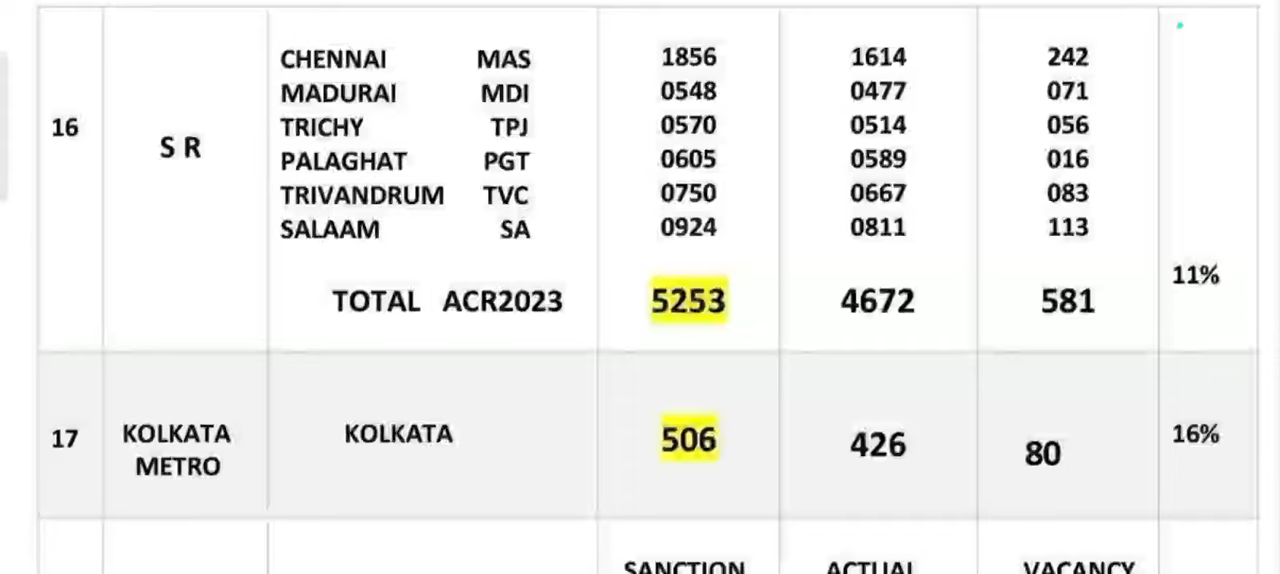 CHENNAI MAS 1856 1614 242
MADURAI MDI 0548 0477 071
16 TRICHY TPJ 0570 0514 056
S R
PALAGHAT PGT 0605 0589 016
TRIVANDRUM TVC 0750 0667 083
SALAAM SA 0924 0811 113
11%
TOTAL ACR2023 5253 4672 581
17 KOLKATA METRO KOLKATA 506 426 80 16%
SANCTION ACTUAL VACANCY